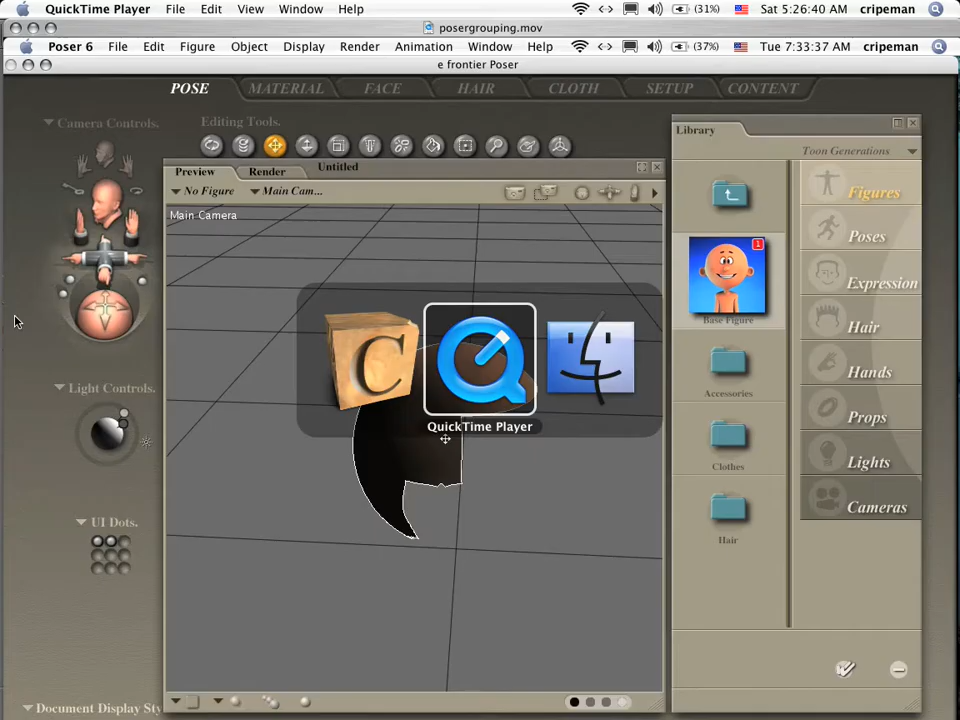 QuickTime Player File Edit View Window Help (31%) Sat 5:26:40 AM cripeman
posergrouping.mov
Poser 6 File Edit Figure Object Display Render Animation Window Help (37%) Tue 7:33:37 AM cripeman
e frontier Poser
POSE MATERIAL FACE HAIR CLOTH SETUP CONTENT
Camera Controls.
Editing Tools.
Library
Toon Generations
Preview Render Untitled
No Figure Main Cam...
Main Camera
Figures
Poses
Expression
Hair
Hands
Props
Lights
Cameras
1
Base Figure
Accessories
Clothes
Hair
C
QuickTime Player
Light Controls.
UI Dots.
Document Display Sty